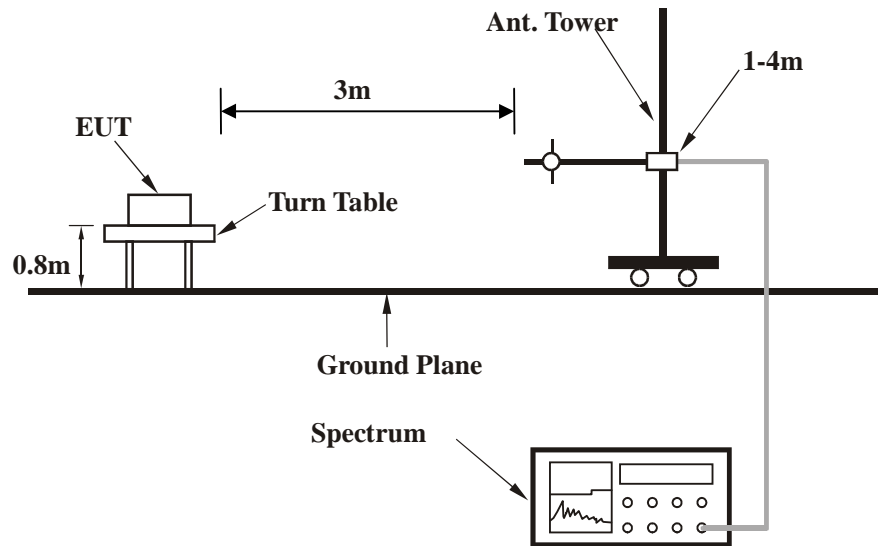 Ant. Tower
1-4m
3m
EUT
Turn Table
0.8m
Ground Plane
Spectrum